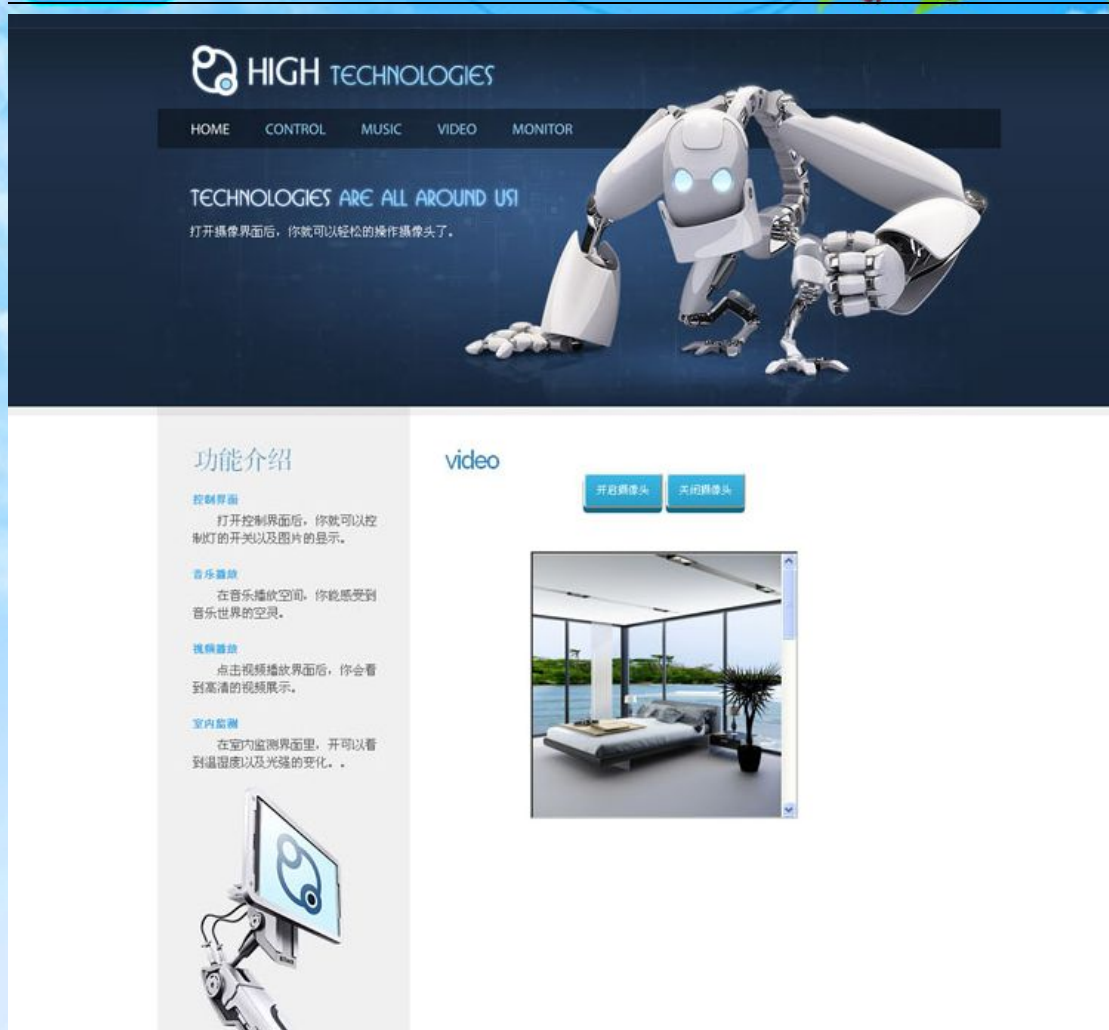 HIGH TECHNOLOGIES
HOME CONTROL MUSIC VIDEO MONITOR
TECHNOLOGIES ARE ALL AROUND US!
打开摄像界面后，你就可以轻松的操作摄像头了。
功能介绍
控制界面
打开控制界面后，你就可以控
制灯的开关以及图片的显示。
音乐播放
在音乐播放空间，你能感受到
音乐世界的空灵。
视频播放
点击视频播放界面后，你会看
到高清的视频展示。
室内监测
在室内监测界面里，开可以看
到温湿度以及光强的变化。.
video
开启摄像头 关闭摄像头